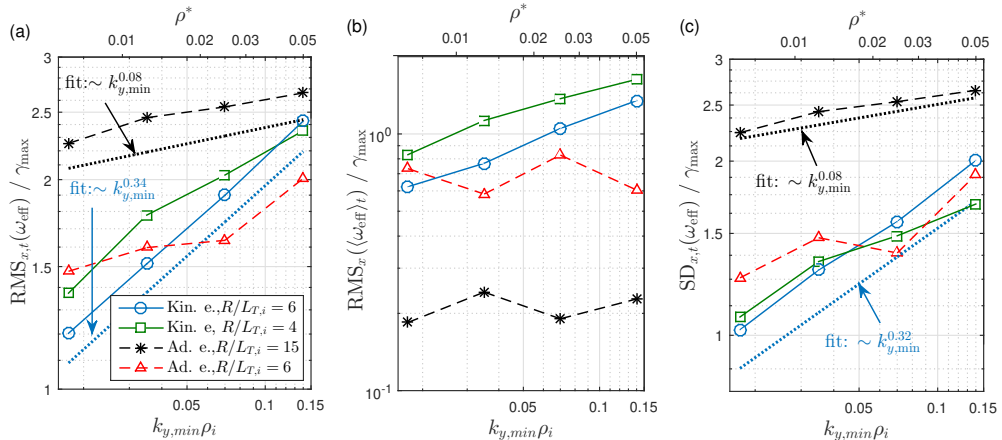 (a)
ρ*
0.01 0.02 0.03 0.05
RMS_{x,t}(ω_eff) / γ_max
3
2.5
2
1.5
1
fit:∼ k_{y,min}^{0.08}
fit:∼ k_{y,min}^{0.34}
Kin. e.,R/L_{T,i} = 6
Kin. e, R/L_{T,i} = 4
Ad. e.,R/L_{T,i} = 15
Ad. e.,R/L_{T,i} = 6
0.05 0.1 0.15
k_{y,min}ρ_i
(b)
ρ*
0.01 0.02 0.03 0.05
RMS_x(⟨ω_eff⟩_t) / γ_max
10^0
10^{-1}
0.05 0.1 0.15
k_{y,min}ρ_i
(c)
ρ*
0.01 0.02 0.03 0.05
SD_{x,t}(ω_eff) / γ_max
3
2.5
2
1.5
1
fit: ∼ k_{y,min}^{0.08}
fit: ∼ k_{y,min}^{0.32}
0.05 0.1 0.15
k_{y,min}ρ_i